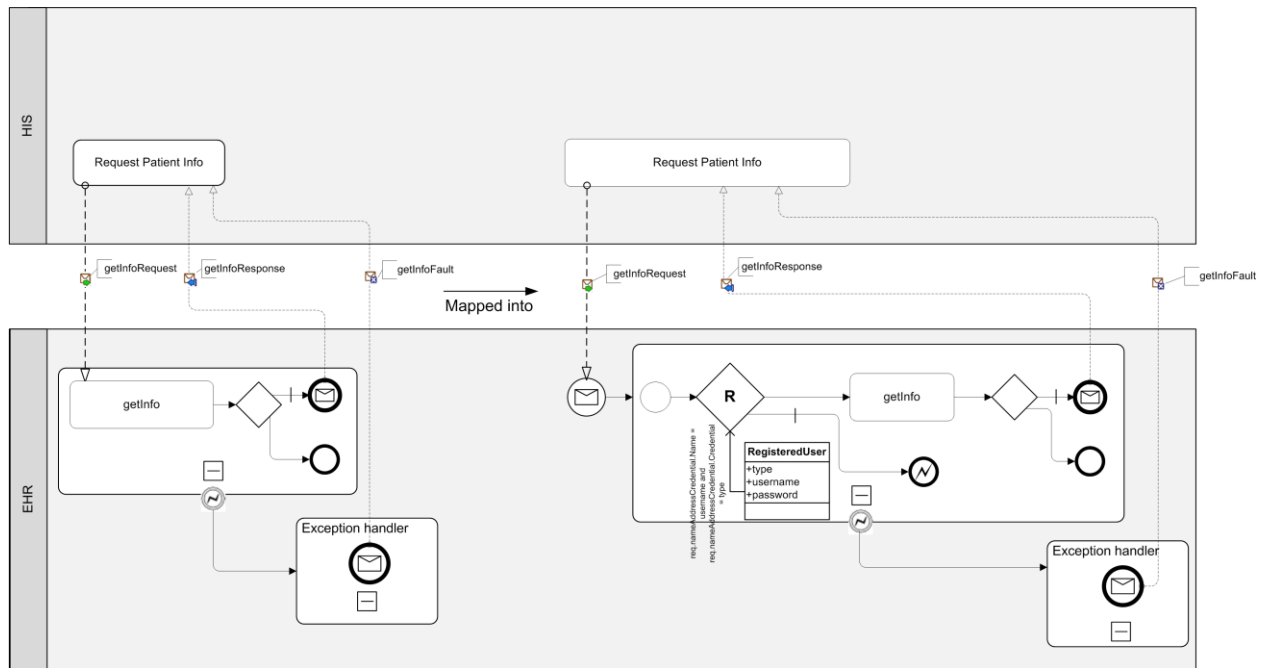 HIS
Request Patient Info
Request Patient Info
getInfoRequest
getInfoResponse
getInfoFault
Mapped into
getInfoRequest
getInfoResponse
getInfoFault
EHR
getInfo
Exception handler
R
getInfo
req.nameAddressCredential.Name =
username and
req.nameAddressCredential.Credential
= type
RegisteredUser
+type
+username
+password
Exception handler